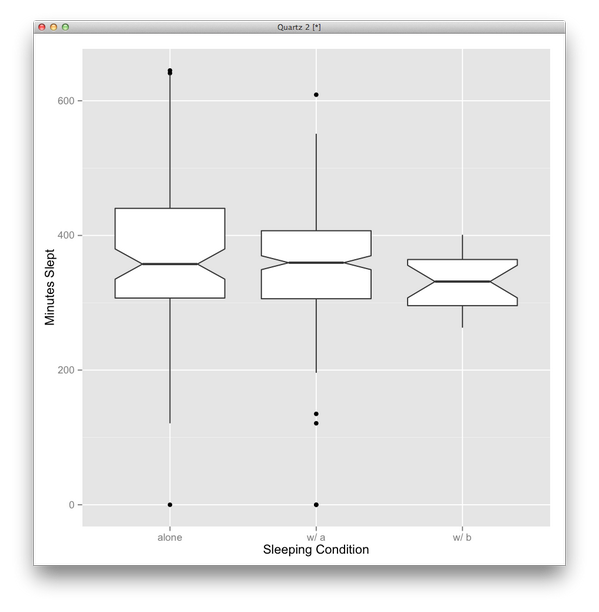 Quartz 2 [*]
600
400
200
0
Minutes Slept
alone w/ a w/ b
Sleeping Condition